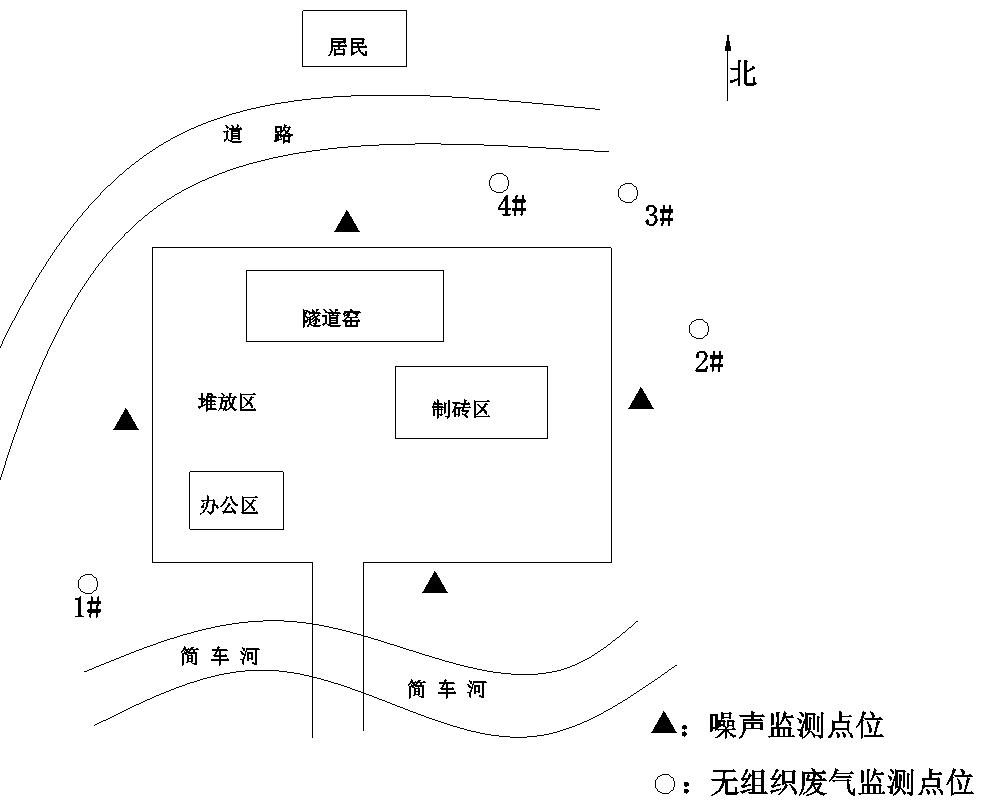 居民
北
道 路
4#
3#
隧道窑
2#
堆放区
制砖区
办公区
1#
筒 车 河
筒 车 河
▲：噪声监测点位
○：无组织废气监测点位